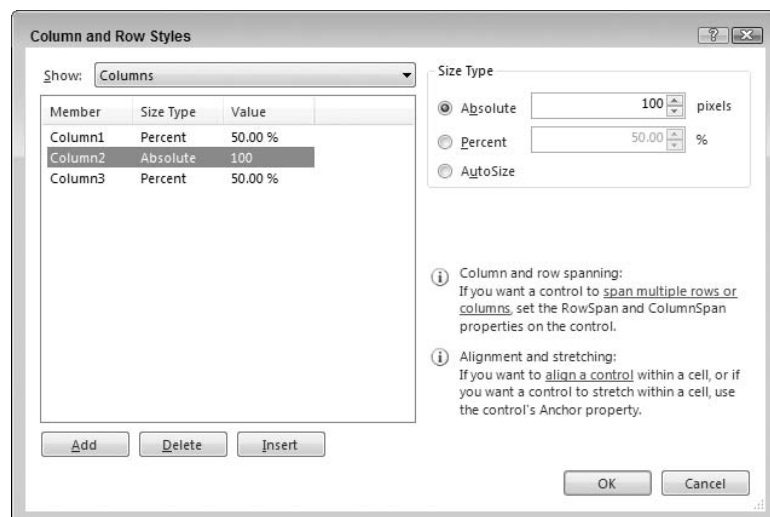 Column and Row Styles
Show: Columns
Member Size Type Value
Column1 Percent 50.00 %
Column2 Absolute 100
Column3 Percent 50.00 %
Add Delete Insert
Size Type
Absolute 100 pixels
Percent 50.00 %
AutoSize
Column and row spanning:
If you want a control to span multiple rows or
columns, set the RowSpan and ColumnSpan
properties on the control.
Alignment and stretching:
If you want to align a control within a cell, or if
you want a control to stretch within a cell, use
the control's Anchor property.
OK Cancel